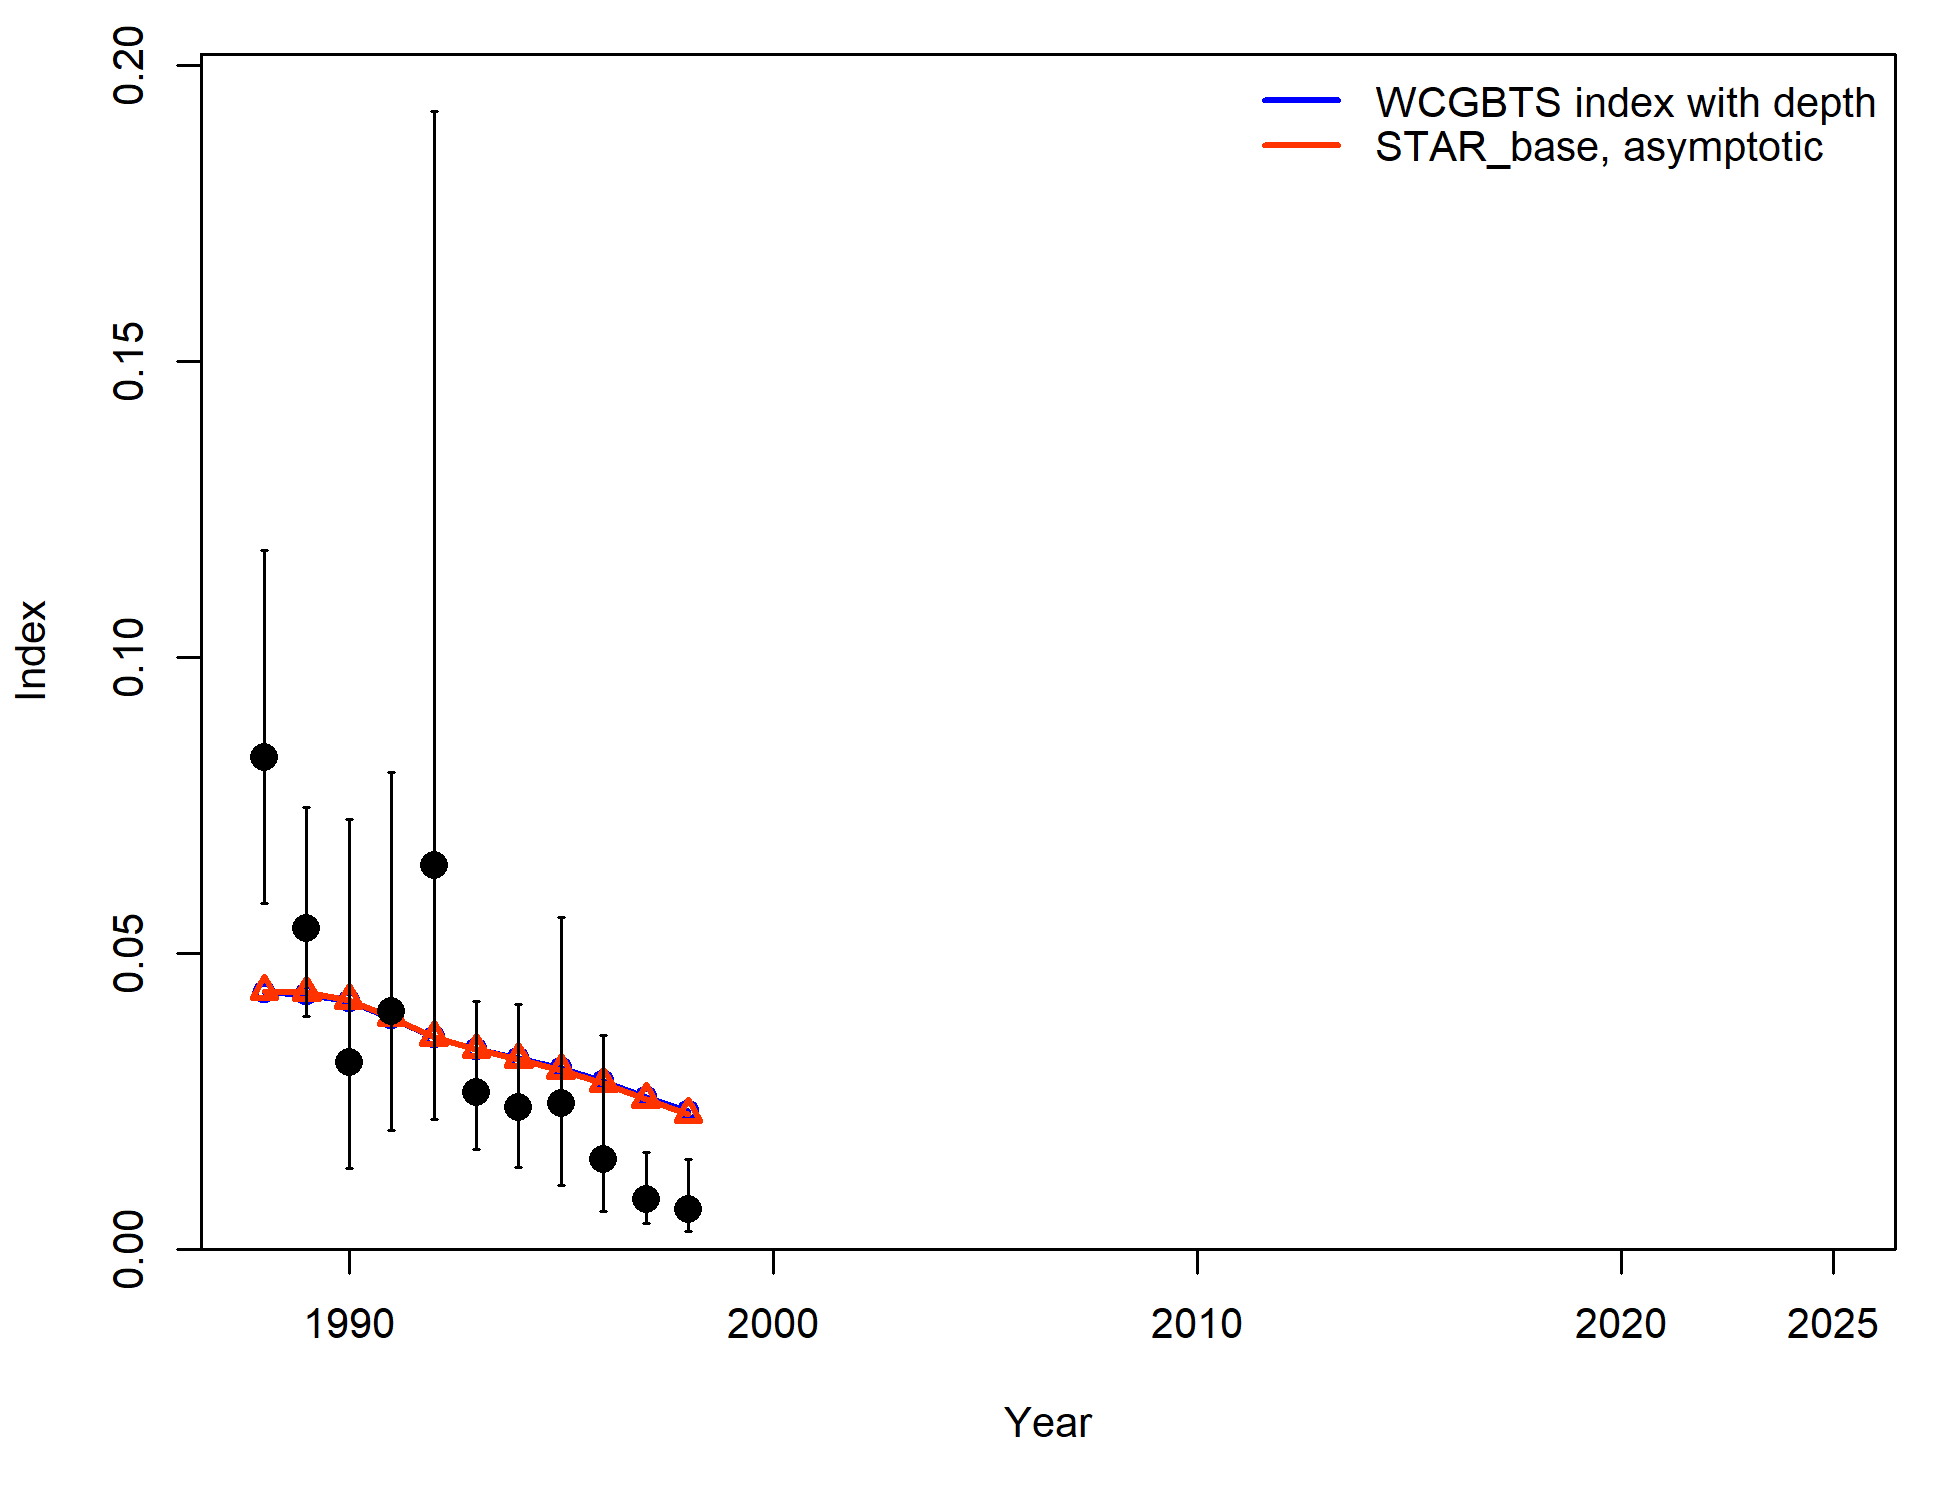 WCGBTS index with depth
STAR_base, asymptotic
0.20
0.15
0.10
0.05
0.00
Index
1990
2000
2010
2020
2025
Year